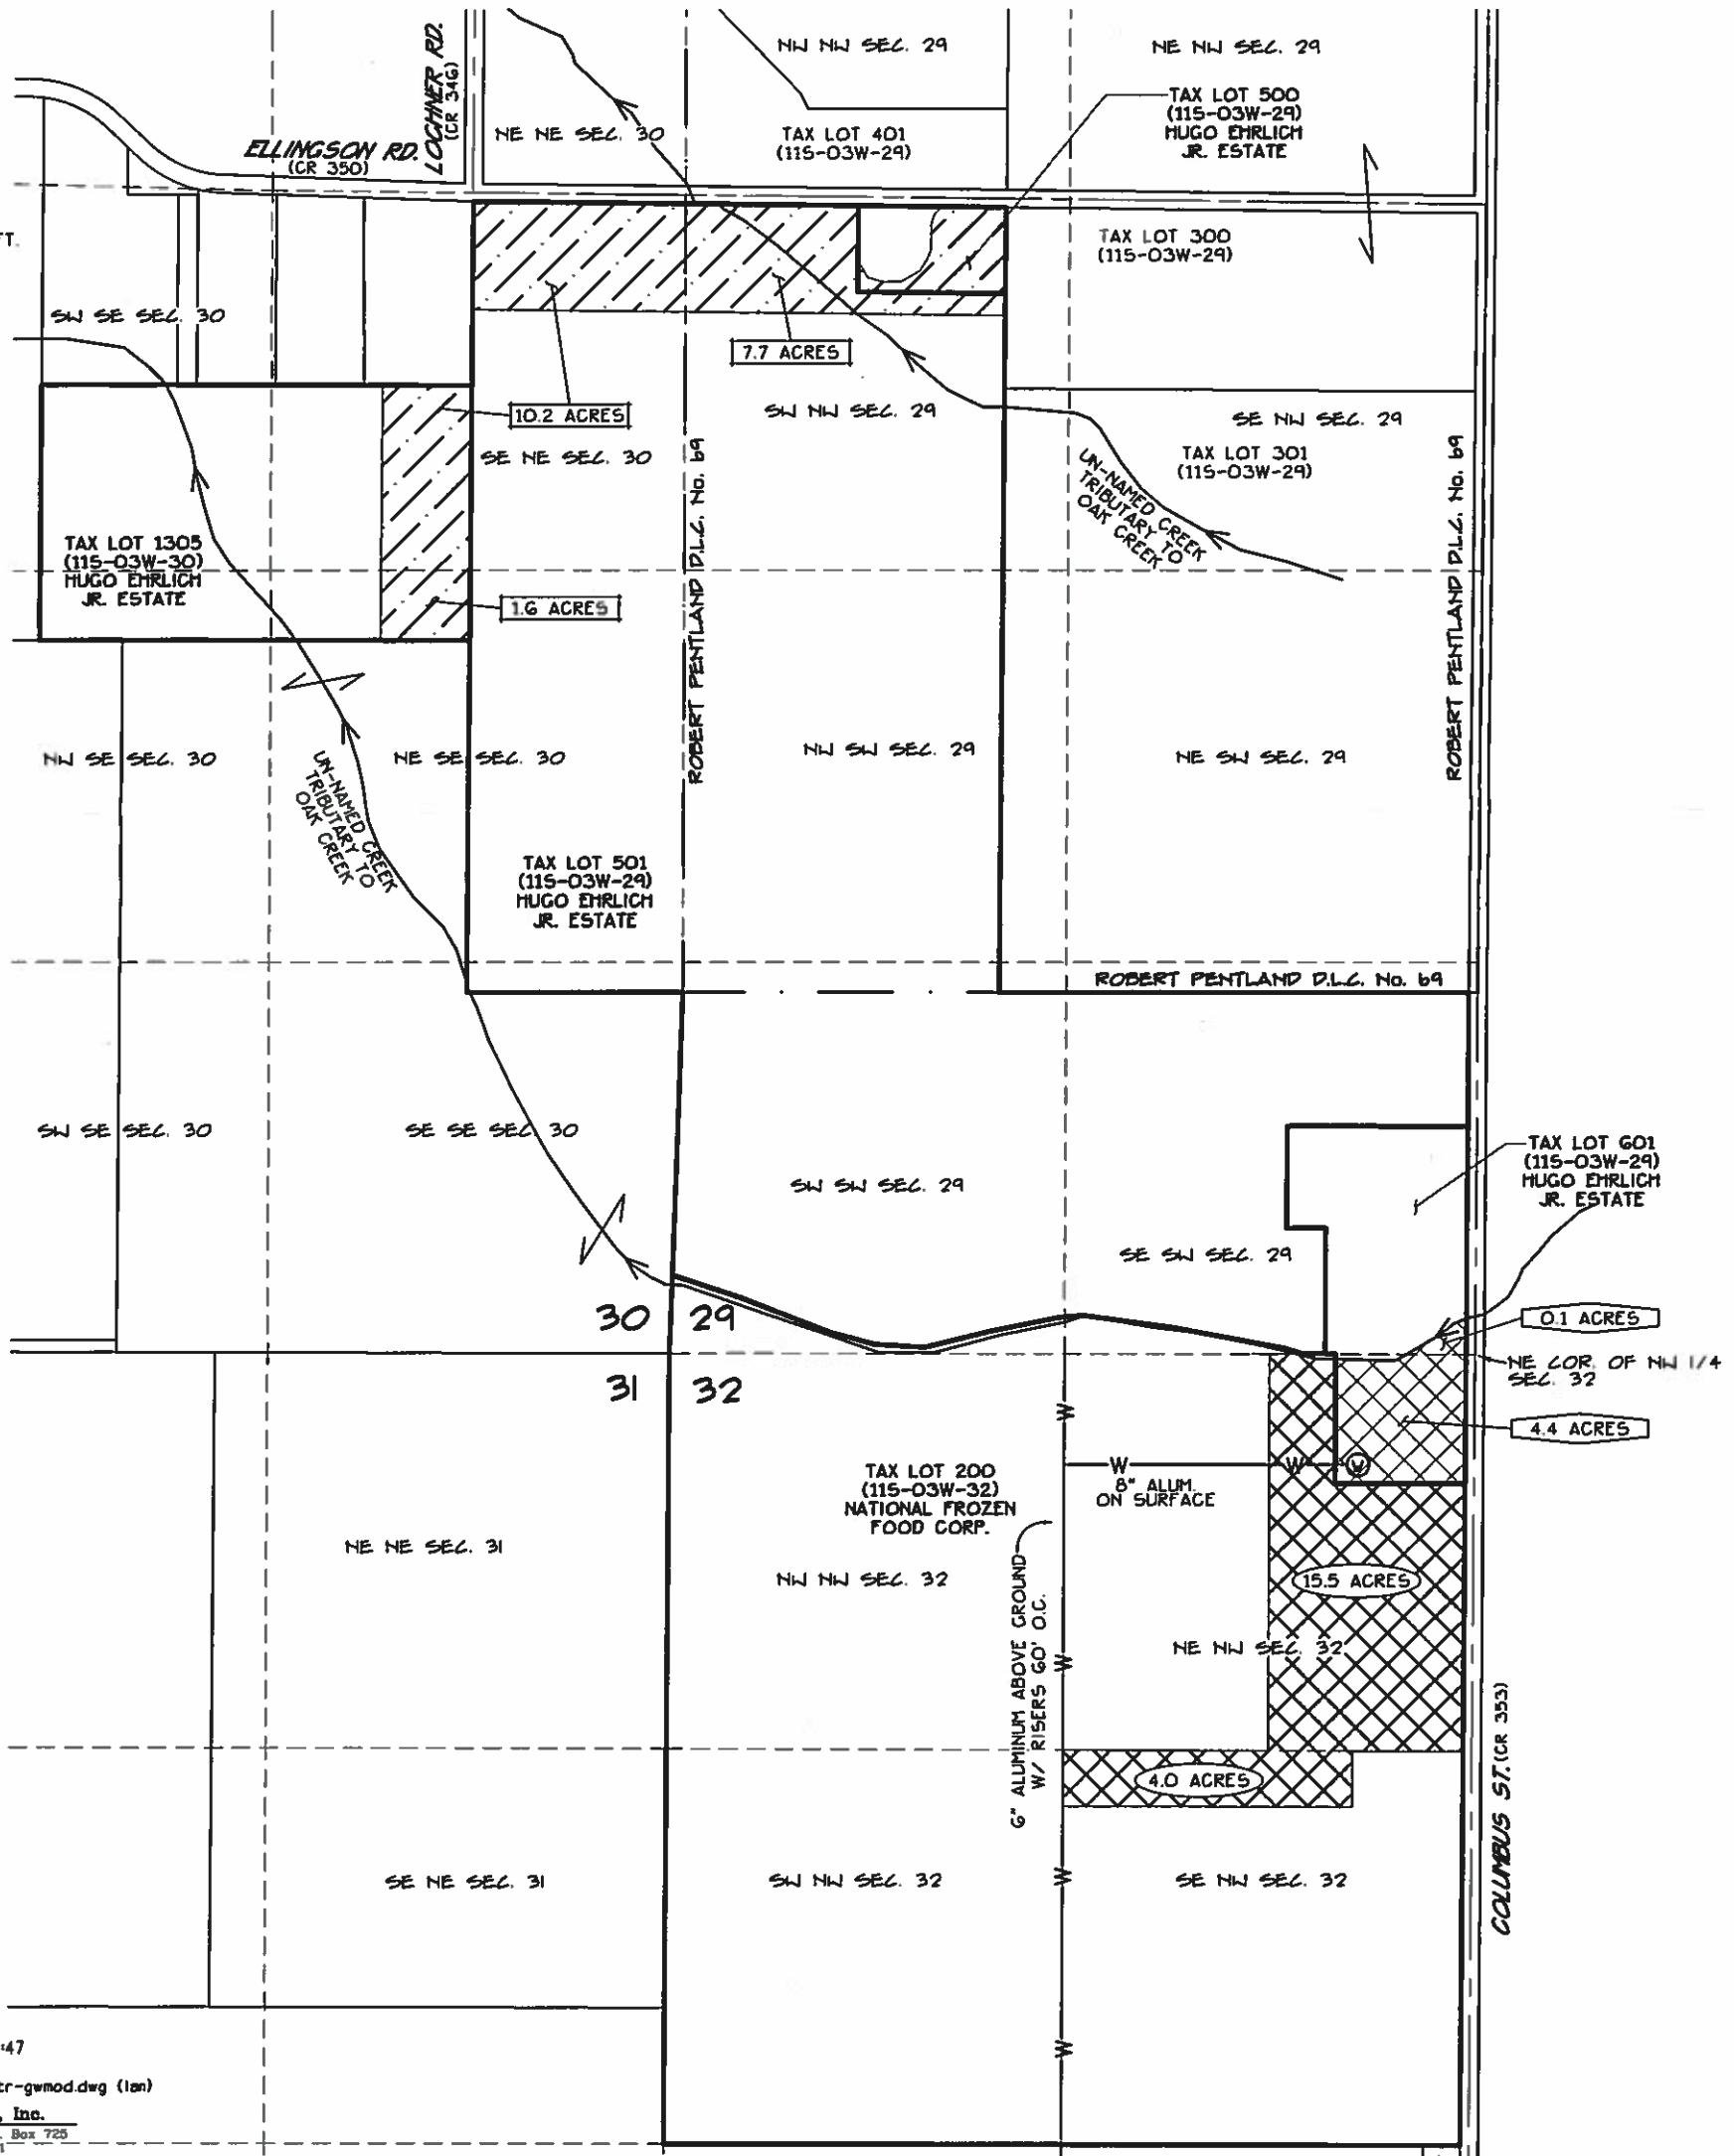 LOCHNER RD.
(CR 346)
ELLINGSON RD.
(CR 350)
NW NW SEC. 29
NE NW SEC. 29
NE NE SEC. 30
TAX LOT 401
(11S-03W-29)
TAX LOT 500
(11S-03W-29)
HUGO EHRLICH
JR. ESTATE
FT.
TAX LOT 300
(11S-03W-29)
SW SE SEC. 30
7.7 ACRES
10.2 ACRES
SW NW SEC. 29
SE NW SEC. 29
SE NE SEC. 30
TAX LOT 301
(11S-03W-29)
UN-NAMED CREEK
TRIBUTARY TO
OAK CREEK
ROBERT PENTLAND D.L.C. No. 69
ROBERT PENTLAND D.L.C. No. 69
TAX LOT 1305
(11S-03W-30)
HUGO EHRLICH
JR. ESTATE
1.6 ACRES
NW SE SEC. 30
NE SE SEC. 30
NW SW SEC. 29
NE SW SEC. 29
UN-NAMED CREEK
TRIBUTARY TO
OAK CREEK
TAX LOT 501
(11S-03W-29)
HUGO EHRLICH
JR. ESTATE
ROBERT PENTLAND D.L.C. No. 69
SW SE SEC. 30
SE SE SEC. 30
SW SW SEC. 29
TAX LOT 601
(11S-03W-29)
HUGO EHRLICH
JR. ESTATE
SE SW SEC. 29
30 29
0.1 ACRES
NE COR. OF NW 1/4
SEC. 32
31 32
4.4 ACRES
W
W
W
W
8" ALUM.
ON SURFACE
TAX LOT 200
(11S-03W-32)
NATIONAL FROZEN
FOOD CORP.
NE NE SEC. 31
NW NW SEC. 32
15.5 ACRES
6" ALUMINUM ABOVE GROUND
W/ RISERS 60' O.C.
NE NW SEC. 32
W
4.0 ACRES
COLUMBUS ST.(CR 353)
SE NE SEC. 31
SW NW SEC. 32
W
SE NW SEC. 32
W
:47
tr-gwmod.dwg (lan)
, Inc.
. Box 725